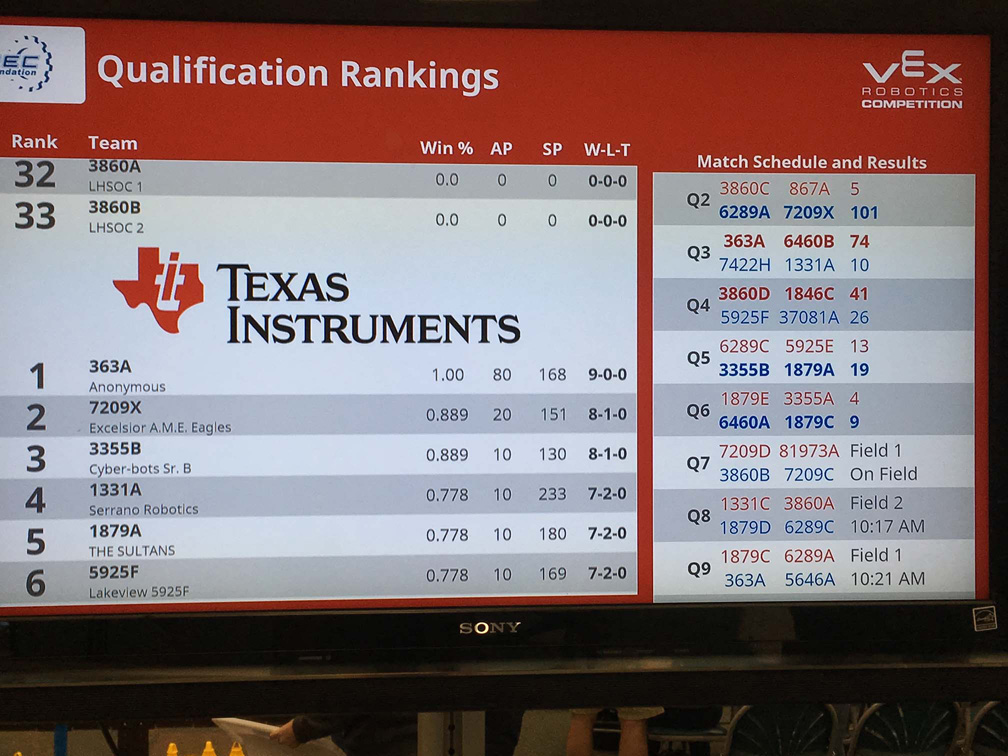 EC
ndation
Qualification Rankings
VEX
ROBOTICS
COMPETITION
Rank Team Win % AP SP W-L-T
32 3860A 0.0 0 0 0-0-0
LHSOC 1
33 3860B 0.0 0 0 0-0-0
LHSOC 2
ti TEXAS
INSTRUMENTS
1 363A 1.00 80 168 9-0-0
Anonymous
2 7209X 0.889 20 151 8-1-0
Excelsior A.M.E. Eagles
3 3355B 0.889 10 130 8-1-0
Cyber-bots Sr. B
4 1331A 0.778 10 233 7-2-0
Serrano Robotics
5 1879A 0.778 10 180 7-2-0
THE SULTANS
6 5925F 0.778 10 169 7-2-0
Lakeview 5925F
Match Schedule and Results
Q2 3860C 867A 5
6289A 7209X 101
Q3 363A 6460B 74
7422H 1331A 10
Q4 3860D 1846C 41
5925F 37081A 26
Q5 6289C 5925E 13
3355B 1879A 19
Q6 1879E 3355A 4
6460A 1879C 9
Q7 7209D 81973A Field 1
3860B 7209C On Field
Q8 1331C 3860A Field 2
1879D 6289C 10:17 AM
Q9 1879C 6289A Field 1
363A 5646A 10:21 AM
SONY